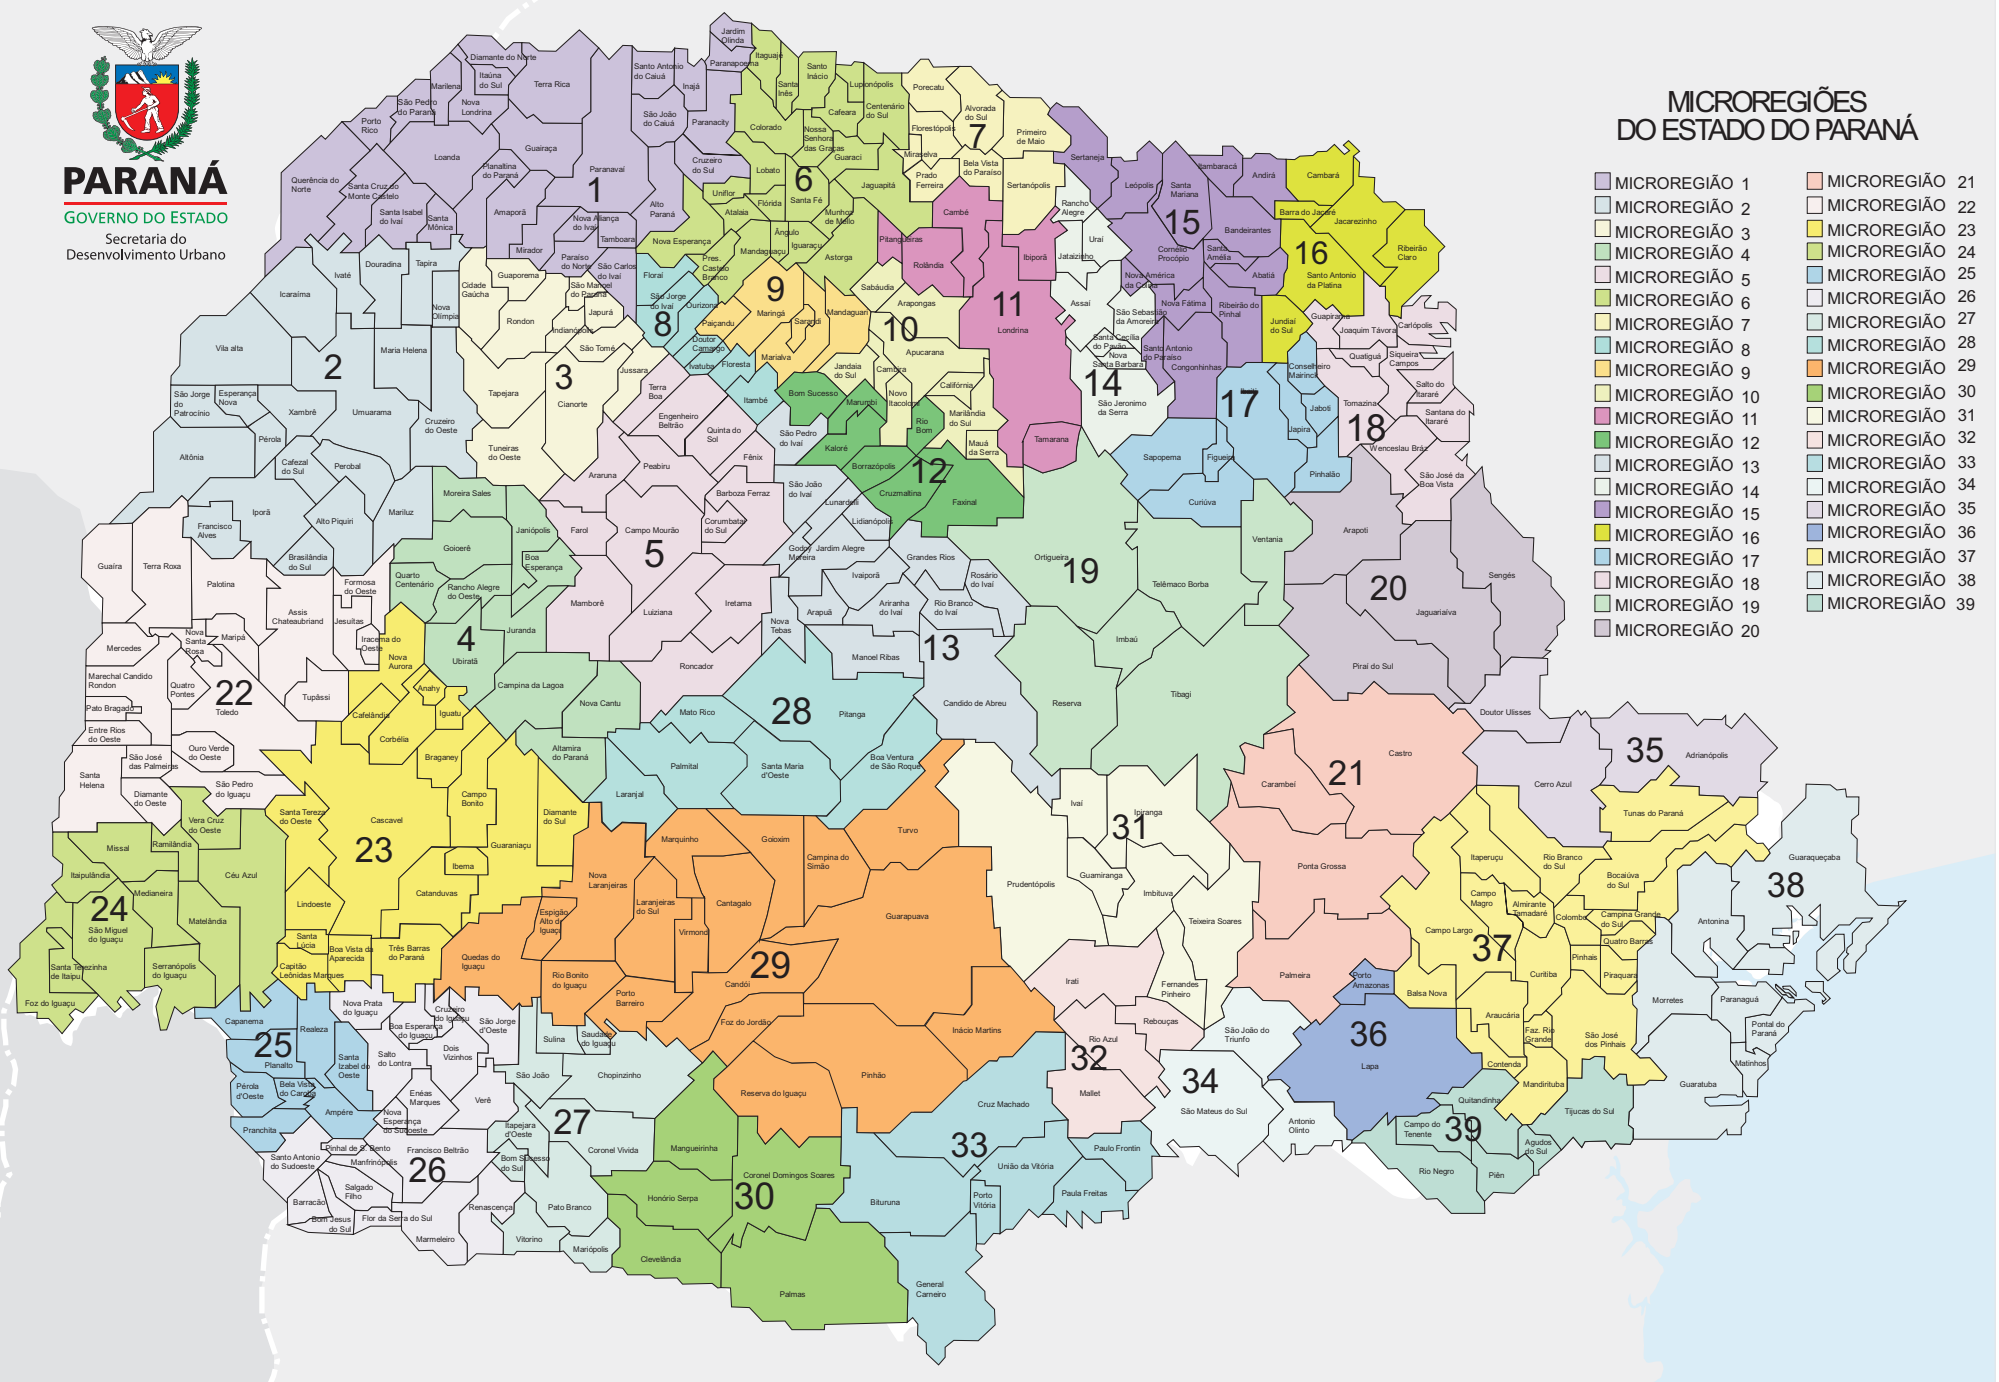 PARANÁ
GOVERNO DO ESTADO
Secretaria do
Desenvolvimento Urbano
MICROREGIÕES
DO ESTADO DO PARANÁ
MICROREGIÃO 1
MICROREGIÃO 2
MICROREGIÃO 3
MICROREGIÃO 4
MICROREGIÃO 5
MICROREGIÃO 6
MICROREGIÃO 7
MICROREGIÃO 8
MICROREGIÃO 9
MICROREGIÃO 10
MICROREGIÃO 11
MICROREGIÃO 12
MICROREGIÃO 13
MICROREGIÃO 14
MICROREGIÃO 15
MICROREGIÃO 16
MICROREGIÃO 17
MICROREGIÃO 18
MICROREGIÃO 19
MICROREGIÃO 20
MICROREGIÃO 21
MICROREGIÃO 22
MICROREGIÃO 23
MICROREGIÃO 24
MICROREGIÃO 25
MICROREGIÃO 26
MICROREGIÃO 27
MICROREGIÃO 28
MICROREGIÃO 29
MICROREGIÃO 30
MICROREGIÃO 31
MICROREGIÃO 32
MICROREGIÃO 33
MICROREGIÃO 34
MICROREGIÃO 35
MICROREGIÃO 36
MICROREGIÃO 37
MICROREGIÃO 38
MICROREGIÃO 39
1
Jardim
Olinda
Paranapoema
Diamante do Norte
Itaúna
do Sul
Terra Rica
Santo Antonio
do Caiuá
Inajá
Marilena
Nova
Londrina
São Pedro
do Paraná
Porto
Rico
São João
do Caiuá
Paranacity
Loanda
Guairaça
Planaltina
do Paraná
Paranavaí
Cruzeiro
do Sul
Querência do
Norte
Santa Cruz do
Monte Castelo
Santa Isabel
do Ivaí
Santa
Mônica
Amaporã
Nova Aliança
do Ivaí
Tamboara
Alto
Paraná
Mirador
Paraíso
do Norte
São Carlos
do Ivaí
2
Ivaté
Douradina
Tapira
Icaraíma
Nova
Olímpia
Vila alta
Maria Helena
São Jorge
do
Patrocínio
Esperança
Nova
Xambrê
Umuarama
Cruzeiro
do Oeste
Pérola
Altônia
Cafezal
do Sul
Perobal
Iporã
Francisco
Alves
Alto Piquiri
Mariluz
Brasilândia
do Sul
3
Cidade
Gaúcha
Guaporema
São Manoel
do Paraná
Rondon
Japurá
Indianópolis
São Tomé
Jussara
Tapejara
Cianorte
Tuneiras
do Oeste
4
Moreira Sales
Janiópolis
Goioerê
Boa
Esperança
Quarto
Centenário
Rancho Alegre
do Oeste
Juranda
Ubiratã
Campina da Lagoa
Nova Cantu
Altamira
do Paraná
5
Terra
Boa
Engenheiro
Beltrão
Quinta do
Sol
Fênix
Peabiru
Araruna
Barboza Ferraz
Farol
Campo Mourão
Corumbataí
do Sul
Mamborê
Luiziana
Iretama
Roncador
6
Itaguajé
Santo
Inácio
Santa
Inês
Lupionópolis
Cafeara
Centenário
do Sul
Colorado
Nossa
Senhora
das Graças
Guaraci
Lobato
Jaguapitá
Uniflor
Flórida
Santa Fé
Atalaia
Munhoz
de Mello
Ângulo
Iguaraçu
Nova Esperança
Mandaguaçu
Astorga
Pres.
Castelo
Branco
7
Porecatu
Alvorada
do Sul
Florestópolis
Primeiro
de Maio
Miraselva
Prado
Ferreira
Bela Vista
do Paraíso
Sertanópolis
8
Floraí
São Jorge
do Ivaí
Ourizona
Doutor
Camargo
Ivatuba
Floresta
Itambé
9
Paiçandu
Maringá
Sarandi
Mandaguari
Marialva
10
Sabáudia
Arapongas
Apucarana
Jandaia
do Sul
Cambira
Novo
Itacolomi
Califórnia
Marilândia
do Sul
Mauá
da Serra
11
Cambé
Pitangueiras
Rolândia
Ibiporã
Londrina
Tamarana
12
Bom Sucesso
Marumbi
Rio
Bom
Kaloré
Borrazópolis
Cruzmaltina
Faxinal
13
São Pedro
do Ivaí
São João
do Ivaí
Lunardelli
Lidianópolis
Godoy
Moreira
Jardim Alegre
Grandes Rios
Ivaiporã
Rosário
do Ivaí
Arapuã
Ariranha
do Ivaí
Rio Branco
do Ivaí
Nova
Tebas
Manoel Ribas
Candido de Abreu
14
Rancho
Alegre
Uraí
Jataizinho
Assaí
São Sebastião
da Amoreira
Santa Cecília
do Pavão
Nova
Santa Barbara
São Jeronimo
da Serra
15
Sertaneja
Leópolis
Santa
Mariana
Itambaracá
Andirá
Bandeirantes
Cornélio
Procópio
Santa
Amélia
Abatiá
Nova América
da Colina
Nova Fátima
Ribeirão do
Pinhal
Santo Antonio
do Paraíso
Congonhinhas
16
Cambará
Barra do Jacaré
Jacarezinho
Ribeirão
Claro
Santo Antonio
da Platina
Jundiaí
do Sul
17
Ibaiti
Conselheiro
Mairinck
Jaboti
Japira
Sapopema
Figueira
Pinhalão
Curiúva
18
Guapirama
Joaquim Távora
Carlópolis
Quatiguá
Siqueira
Campos
Salto do
Itararé
Tomazina
Santana do
Itararé
Wenceslau Bráz
São José da
Boa Vista
19
Ortigueira
Ventania
Telêmaco Borba
Imbaú
Reserva
Tibagi
20
Arapoti
Sengés
Jaguariaíva
Piraí do Sul
21
Castro
Carambeí
Ponta Grossa
Palmeira
22
Guaíra
Terra Roxa
Palotina
Formosa
do Oeste
Assis
Chateaubriand
Jesuítas
Nova
Santa
Rosa
Maripá
Iracema do
Oeste
Mercedes
Marechal Candido
Rondon
Quatro
Pontes
Toledo
Tupãssi
Pato Bragado
Entre Rios
do Oeste
São José
das Palmeiras
Ouro Verde
do Oeste
Santa
Helena
Diamante
do Oeste
São Pedro
do Iguaçu
23
Nova
Aurora
Anahy
Iguatu
Cafelândia
Corbélia
Braganey
Campo
Bonito
Diamante
do Sul
Santa Tereza
do Oeste
Cascavel
Guaraniaçu
Ibema
Catanduvas
Lindoeste
Santa
Lúcia
Boa Vista da
Aparecida
Três Barras
do Paraná
Capitão
Leônidas Marques
24
Vera Cruz
do Oeste
Ramilândia
Missal
Itaipulândia
Medianeira
Céu Azul
Matelândia
São Miguel
do Iguaçu
Santa Terezinha
de Itaipu
Serranópolis
do Iguaçu
Foz do Iguaçu
25
Capanema
Realeza
Planalto
Santa
Izabel do
Oeste
Pérola
d'Oeste
Bela Vista
do Caroba
Ampére
Pranchita
26
Nova Prata
do Iguaçu
Cruzeiro
do Iguaçu
Boa Esperança
do Iguaçu
São Jorge
d'Oeste
Salto
do Lontra
Dois
Vizinhos
Enéas
Marques
Verê
Nova
Esperança
do Sudoeste
Santo Antonio
do Sudoeste
Pinhal de S. Bento
Manfrinópolis
Francisco Beltrão
Salgado
Filho
Barracão
Bom Jesus
do Sul
Flor da Serra do Sul
Renascença
Marmeleiro
27
Sulina
Saudade
do Iguaçu
São João
Chopinzinho
Itapejara
d'Oeste
Coronel Vivida
Bom Sucesso
do Sul
Pato Branco
Vitorino
Mariópolis
28
Mato Rico
Pitanga
Palmital
Santa Maria
d'Oeste
Boa Ventura
de São Roque
Laranjal
29
Marquinho
Goioxim
Campina do
Simão
Turvo
Nova
Laranjeiras
Laranjeiras
do Sul
Cantagalo
Guarapuava
Espigão
Alto do
Iguaçu
Virmond
Quedas do
Iguaçu
Rio Bonito
do Iguaçu
Porto
Barreiro
Candói
Foz do Jordão
Inácio Martins
Pinhão
Reserva do Iguaçu
30
Mangueirinha
Coronel Domingos Soares
Honório Serpa
Clevelândia
Palmas
31
Ivaí
Ipiranga
Prudentópolis
Guamiranga
Imbituva
Teixeira Soares
Fernandes
Pinheiro
32
Irati
Rebouças
Rio Azul
Mallet
33
Cruz Machado
Paulo Frontin
União da Vitória
Paula Freitas
Porto
Vitória
Bituruna
General
Carneiro
34
São João do
Triunfo
São Mateus do Sul
Antonio
Olinto
35
Doutor Ulisses
Adrianópolis
Cerro Azul
36
Porto
Amazonas
Lapa
37
Tunas do Paraná
Itaperuçu
Rio Branco
do Sul
Bocaiúva
do Sul
Campo
Magro
Almirante
Tamadaré
Colombo
Campina Grande
do Sul
Campo Largo
Quatro Barras
Pinhais
Piraquara
Curitiba
Balsa Nova
Araucária
Faz. Rio
Grande
São José
dos Pinhais
Contenda
Mandirituba
38
Guaraqueçaba
Antonina
Morretes
Paranaguá
Pontal do
Paraná
Matinhos
Guaratuba
39
Quitandinha
Tijucas do Sul
Campo do
Tenente
Agudos
do Sul
Rio Negro
Piên